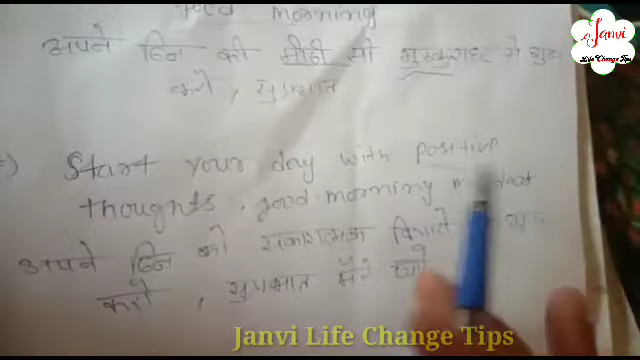 good morning
अपने दिन की मीठी सी मुस्कुराहट से शुरू
करो, सुप्रभात
Start your day with positive
thoughts. good morning
अपने दिन को सकारात्मक
करो, सुप्रभात मेरे
Janvi
Life Change Tips
Janvi Life Change Tips